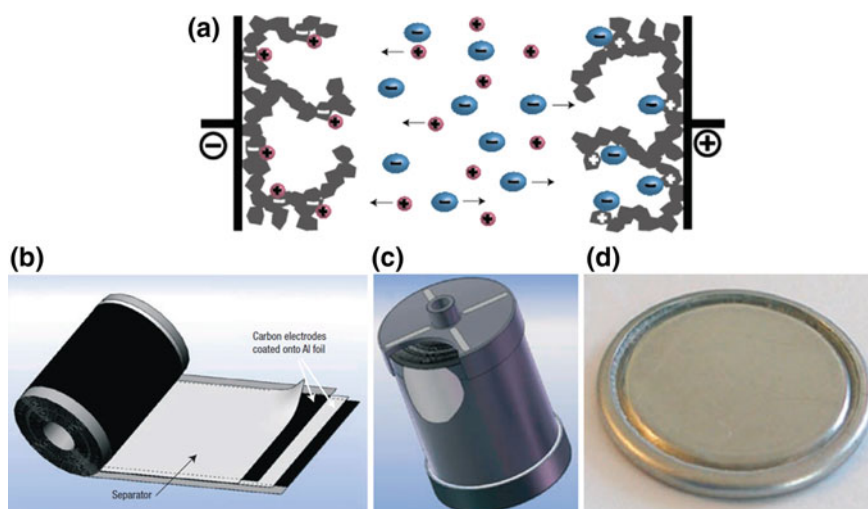 (a)
(b)
(c)
(d)
Carbon electrodes
coated onto Al foil
Separator